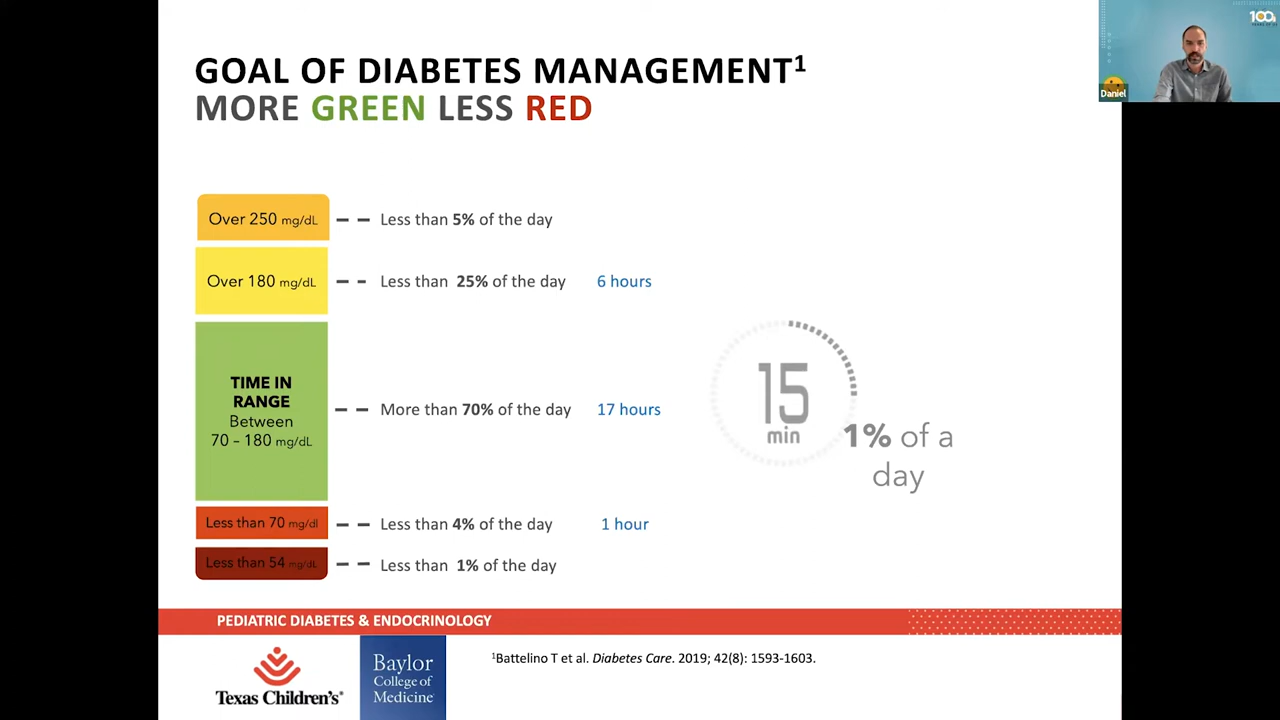 GOAL OF DIABETES MANAGEMENT¹
MORE GREEN LESS RED
Over 250 mg/dL
Less than 5% of the day
Over 180 mg/dL
Less than 25% of the day
6 hours
TIME IN
RANGE
Between
70 – 180 mg/dL
More than 70% of the day
17 hours
15
min
1% of a
day
Less than 70 mg/dl
Less than 4% of the day
1 hour
Less than 54 mg/dL
Less than 1% of the day
PEDIATRIC DIABETES & ENDOCRINOLOGY
Texas Children's®
Baylor
College of
Medicine
¹Battelino T et al. Diabetes Care. 2019; 42(8): 1593-1603.
100
Daniel